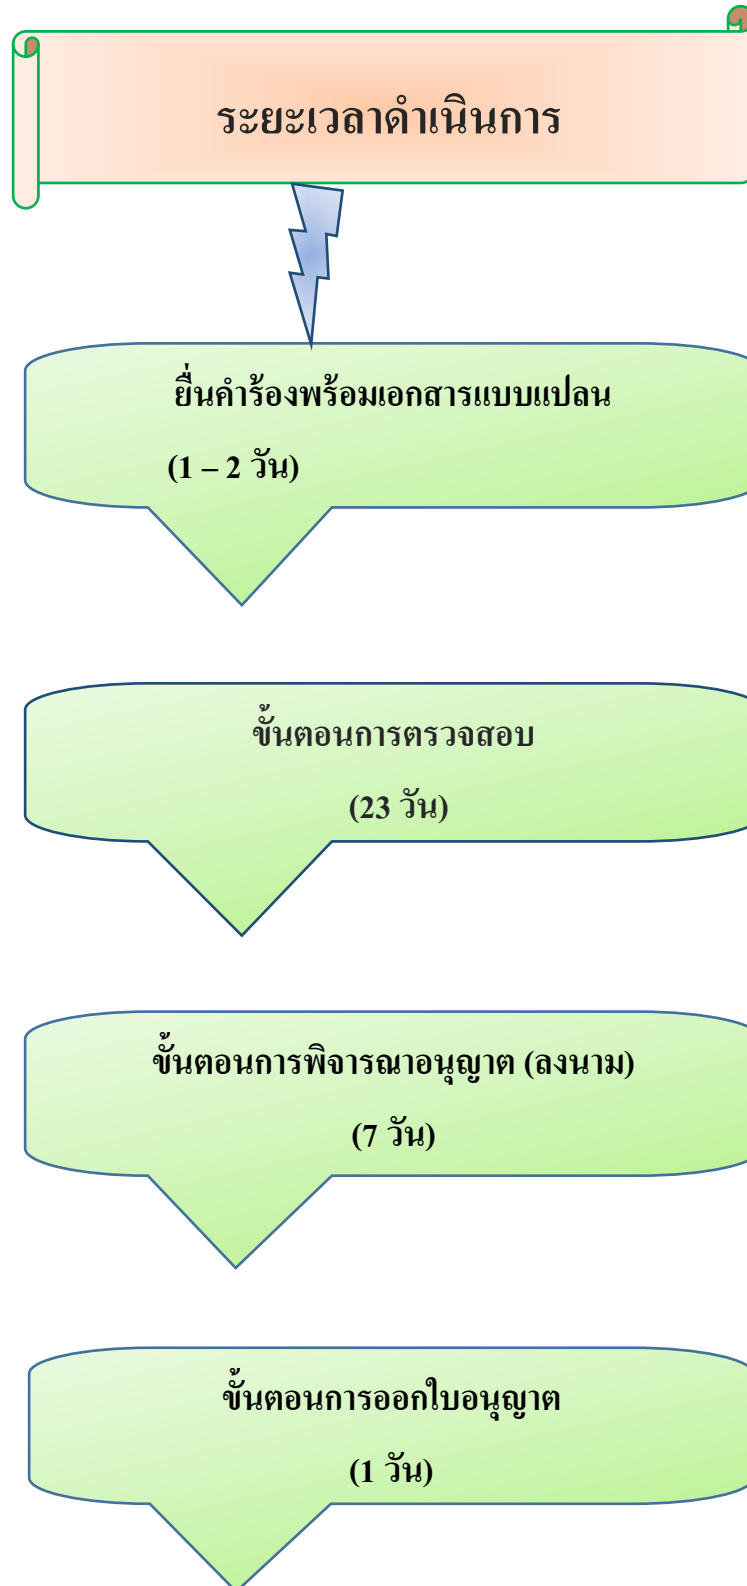 ระยะเวลาดำเนินการ
ยื่นคำร้องพร้อมเอกสารแบบแปลน
(1 – 2 วัน)
ขั้นตอนการตรวจสอบ
(23 วัน)
ขั้นตอนการพิจารณาอนุญาต (ลงนาม)
(7 วัน)
ขั้นตอนการออกใบอนุญาต
(1 วัน)